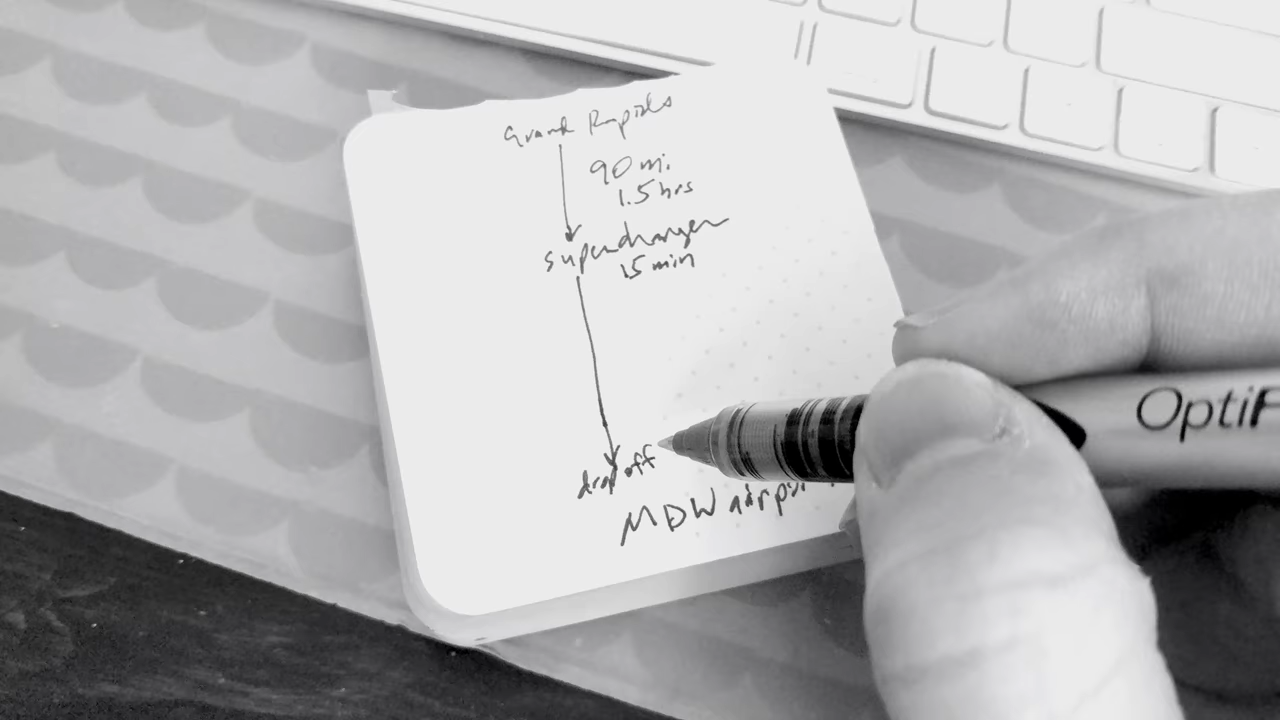 Grand Rapids
90 mi.
1.5 hrs
supercharger
15 min
drop off
MDW
OptiF